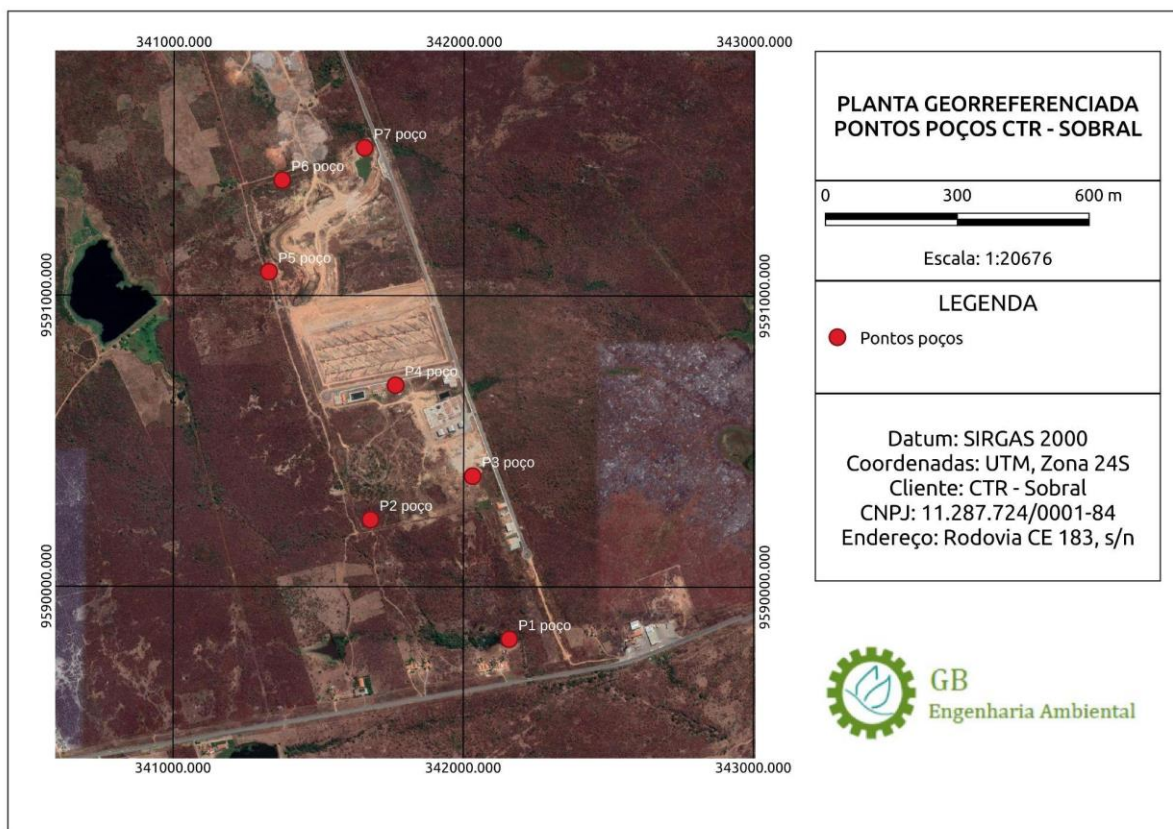 341000.000
342000.000
343000.000
P7 poço
P6 poço
P5 poço
9591000.000
9591000.000
P4 poço
P3 poço
P2 poço
9590000.000
9590000.000
P1 poço
341000.000
342000.000
343000.000
PLANTA GEORREFERENCIADA
PONTOS POÇOS CTR - SOBRAL
0 300 600 m
Escala: 1:20676
LEGENDA
Pontos poços
Datum: SIRGAS 2000
Coordenadas: UTM, Zona 24S
Cliente: CTR - Sobral
CNPJ: 11.287.724/0001-84
Endereço: Rodovia CE 183, s/n
GB
Engenharia Ambiental